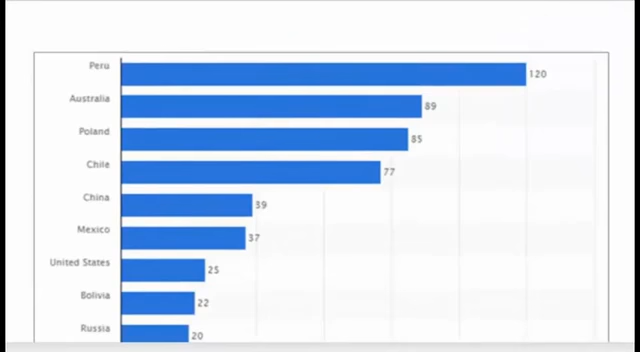 Peru 120
Australia 89
Poland 85
Chile 77
China 39
Mexico 37
United States 25
Bolivia 22
Russia 20